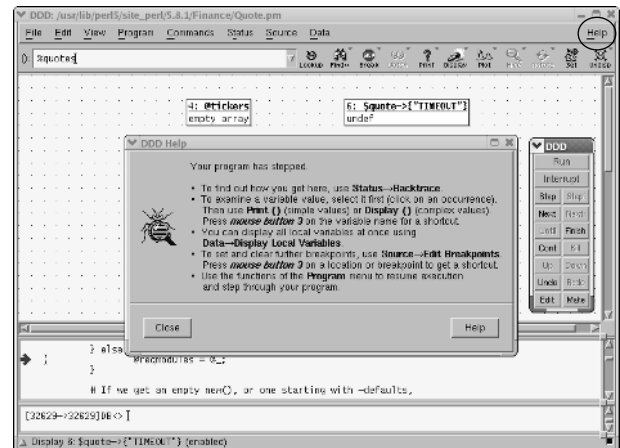 DDD: /usr/lib/perl5/site_perl/5.8.1/Finance/Quote.pm
File Edit View Program Commands Status Source Data Help
(): %quotes
Lookup Find>> Break Print Display Plot Set Undisp
4: @tickers
empty array
6: $quote->{"TIMEOUT"}
undef
DDD Help
DDD
Your program has stopped.
Run
Interrupt
• To find out how you get here, use Status→Backtrace.
• To examine a variable value, select it first (click on an occurrence).
Then use Print () (simple values) or Display () (complex values).
Press mouse button 3 on the variable name for a shortcut.
• You can display all local variables at once using
Data→Display Local Variables.
• To set and clear further breakpoints, use Source→Edit Breakpoints.
Press mouse button 3 on a location or breakpoint to get a shortcut.
• Use the functions of the Program menu to resume execution
and step through your program.
Step Stepi
Next Nexti
Until Finish
Cont Kill
Up Down
Undo Redo
Edit Make
Close Help
} else
@reqmodules = @_;
}
# If we get an empty new(), or one starting with -defaults,
[32629->32629]DB<>
Display 6: $quote->{"TIMEOUT"} (enabled)